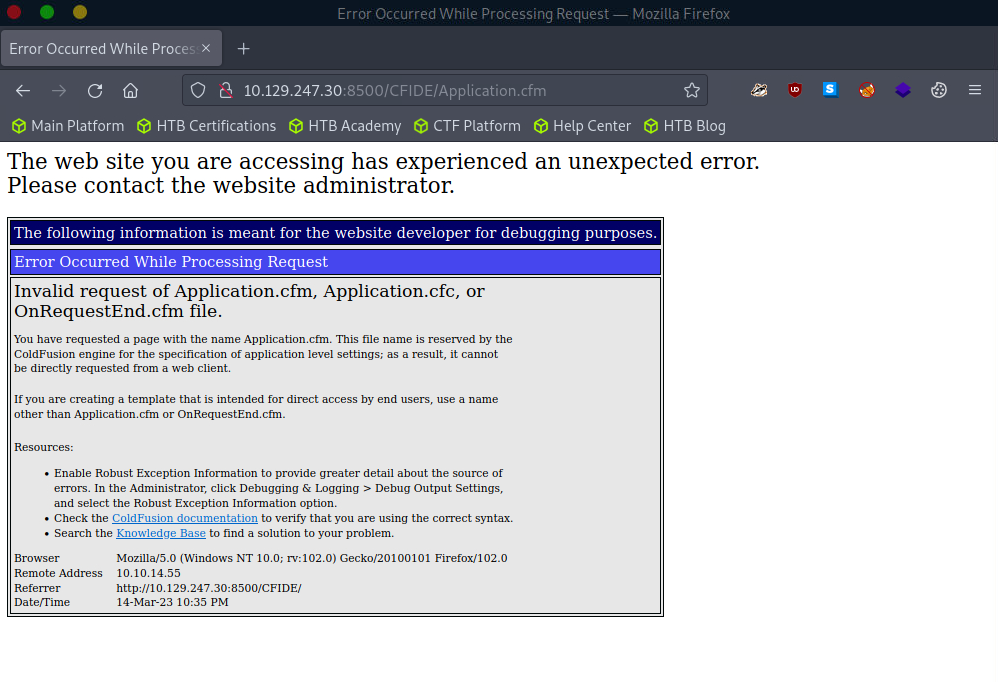 Error Occurred While Processing Request — Mozilla Firefox
Error Occurred While Proces
10.129.247.30:8500/CFIDE/Application.cfm
Main Platform HTB Certifications HTB Academy CTF Platform Help Center HTB Blog
The web site you are accessing has experienced an unexpected error.
Please contact the website administrator.
The following information is meant for the website developer for debugging purposes.
Error Occurred While Processing Request
Invalid request of Application.cfm, Application.cfc, or
OnRequestEnd.cfm file.
You have requested a page with the name Application.cfm. This file name is reserved by the
ColdFusion engine for the specification of application level settings; as a result, it cannot
be directly requested from a web client.
If you are creating a template that is intended for direct access by end users, use a name
other than Application.cfm or OnRequestEnd.cfm.
Resources:
• Enable Robust Exception Information to provide greater detail about the source of
errors. In the Administrator, click Debugging & Logging > Debug Output Settings,
and select the Robust Exception Information option.
• Check the ColdFusion documentation to verify that you are using the correct syntax.
• Search the Knowledge Base to find a solution to your problem.
Browser Mozilla/5.0 (Windows NT 10.0; rv:102.0) Gecko/20100101 Firefox/102.0
Remote Address 10.10.14.55
Referrer http://10.129.247.30:8500/CFIDE/
Date/Time 14-Mar-23 10:35 PM